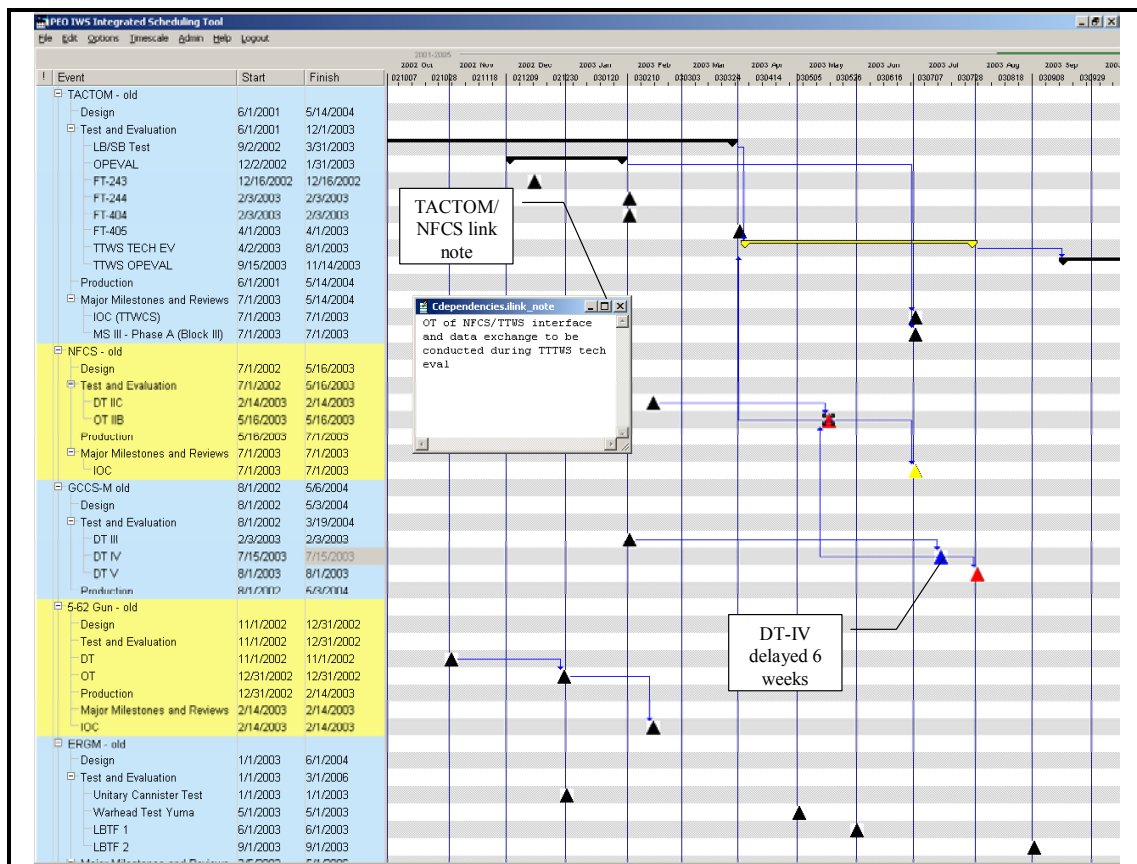 PEO IWS Integrated Scheduling Tool
File Edit Options Timescale Admin Help Logout
2001-2005
2002 Oct 2002 Nov 2002 Dec 2003 Jan 2003 Feb 2003 Mar 2003 Apr 2003 May 2003 Jun 2003 Jul 2003 Aug 2003 Sep
! Event Start Finish 021007 021028 021118 021209 021230 030120 030210 030303 030324 030414 030505 030526 030616 030707 030728 030818 030908 030929
TACTOM - old
Design 6/1/2001 5/14/2004
Test and Evaluation 6/1/2001 12/1/2003
LB/SB Test 9/2/2002 3/31/2003
OPEVAL 12/2/2002 1/31/2003
FT-243 12/16/2002 12/16/2002
FT-244 2/3/2003 2/3/2003
FT-404 2/3/2003 2/3/2003
FT-405 4/1/2003 4/1/2003
TTWS TECH EV 4/2/2003 8/1/2003
TTWS OPEVAL 9/15/2003 11/14/2003
Production 6/1/2001 5/14/2004
Major Milestones and Reviews 7/1/2003 5/14/2004
IOC (TTWCS) 7/1/2003 7/1/2003
MS III - Phase A (Block III) 7/1/2003 7/1/2003
NFCS - old
Design 7/1/2002 5/16/2003
Test and Evaluation 7/1/2002 5/16/2003
DT IIC 2/14/2003 2/14/2003
OT IIB 5/16/2003 5/16/2003
Production 5/16/2003 7/1/2003
Major Milestones and Reviews 7/1/2003 7/1/2003
IOC 7/1/2003 7/1/2003
GCCS-M old 8/1/2002 5/6/2004
Design 8/1/2002 5/3/2004
Test and Evaluation 8/1/2002 3/19/2004
DT III 2/3/2003 2/3/2003
DT IV 7/15/2003 7/15/2003
DT V 8/1/2003 8/1/2003
Production 8/1/2002 5/3/2004
5-62 Gun - old
Design 11/1/2002 12/31/2002
Test and Evaluation 11/1/2002 12/31/2002
DT 11/1/2002 11/1/2002
OT 12/31/2002 12/31/2002
Production 12/31/2002 2/14/2003
Major Milestones and Reviews 2/14/2003 2/14/2003
IOC 2/14/2003 2/14/2003
ERGM - old
Design 1/1/2003 6/1/2004
Test and Evaluation 1/1/2003 3/1/2006
Unitary Cannister Test 1/1/2003 1/1/2003
Warhead Test Yuma 5/1/2003 5/1/2003
LBTF 1 6/1/2003 6/1/2003
LBTF 2 9/1/2003 9/1/2003
Major Milestones and Reviews
TACTOM/
NFCS link
note
Cdependencies.ilink_note
OT of NFCS/TTWS interface
and data exchange to be
conducted during TTTWS tech
eval
DT-IV
delayed 6
weeks